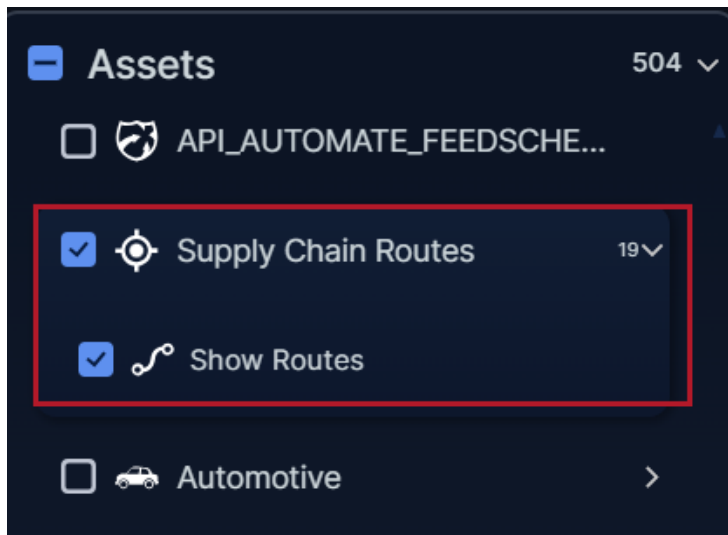 Assets 504
API_AUTOMATE_FEEDSCHE...
Supply Chain Routes 19
Show Routes
Automotive